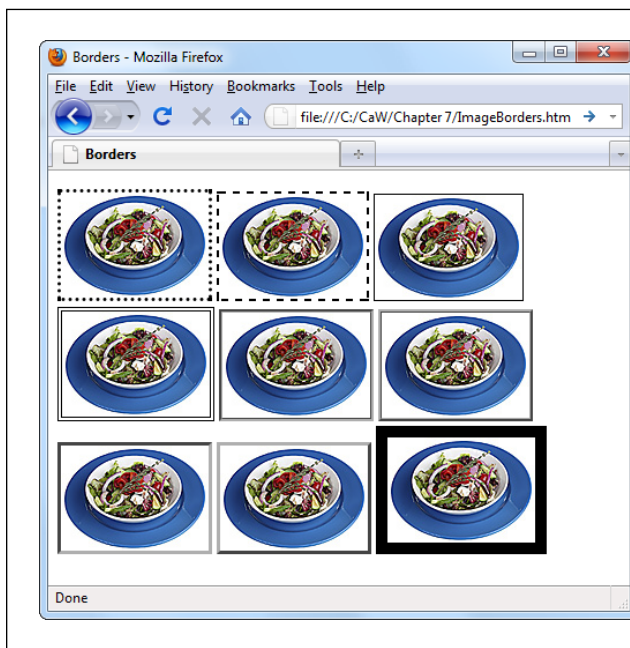 Borders - Mozilla Firefox
File Edit View History Bookmarks Tools Help
file:///C:/CaW/Chapter 7/ImageBorders.htm
Borders
Done